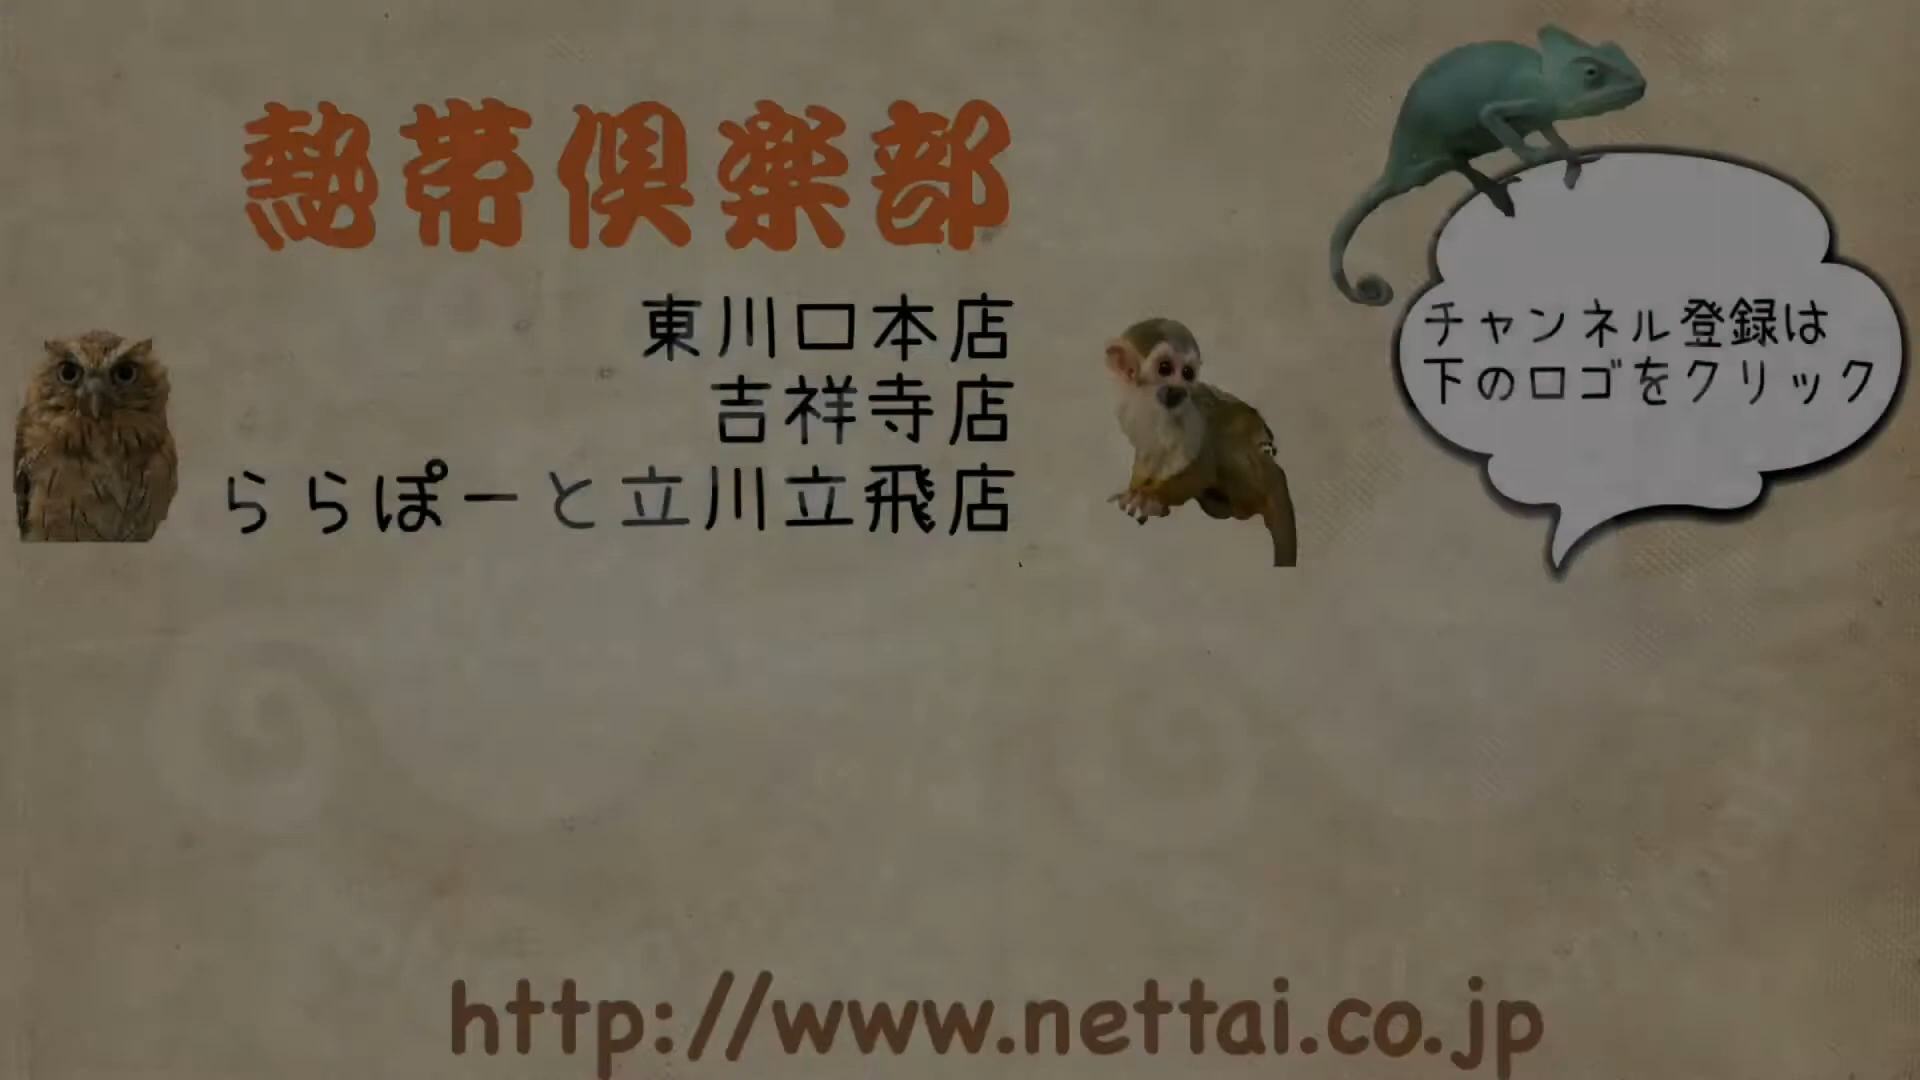 熱帯倶楽部
東川口本店
吉祥寺店
ららぽーと立川立飛店
チャンネル登録は
下のロゴをクリック
http://www.nettai.co.jp